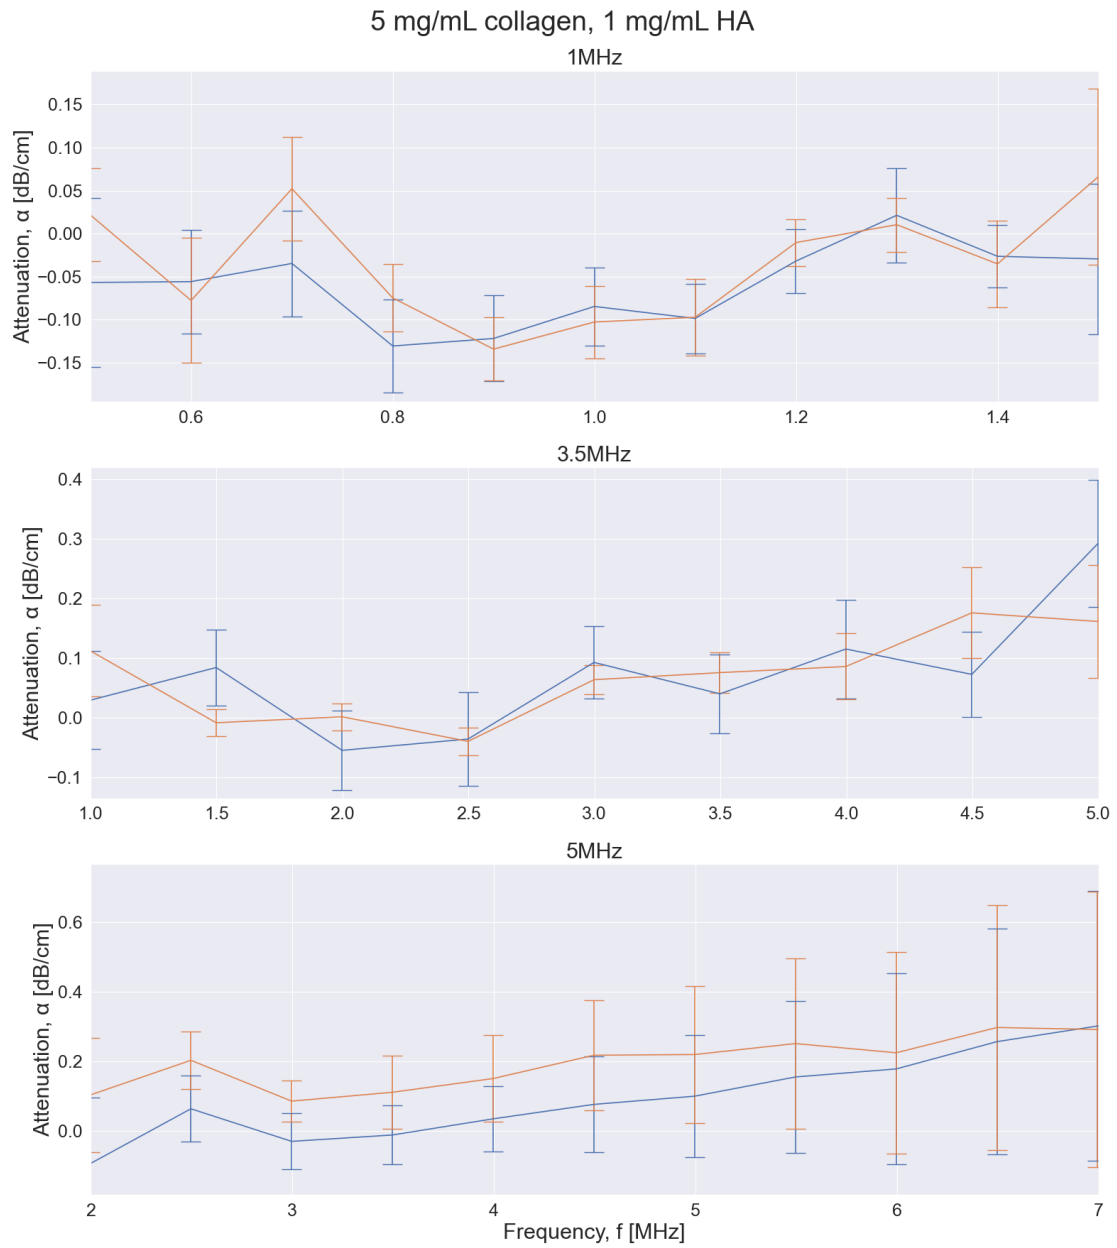 5 mg/mL collagen, 1 mg/mL HA
1MHz
Attenuation, α [dB/cm]
0.15
0.10
0.05
0.00
−0.05
−0.10
−0.15
0.6 0.8 1.0 1.2 1.4
3.5MHz
Attenuation, α [dB/cm]
0.4
0.3
0.2
0.1
0.0
−0.1
1.0 1.5 2.0 2.5 3.0 3.5 4.0 4.5 5.0
5MHz
Attenuation, α [dB/cm]
0.6
0.4
0.2
0.0
2 3 4 5 6 7
Frequency, f [MHz]